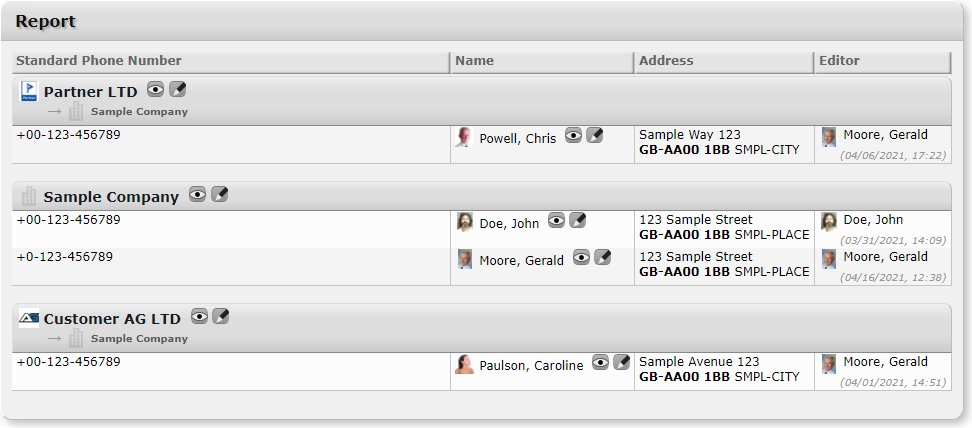 Report
Standard Phone Number Name Address Editor
Partner LTD
→ Sample Company
+00-123-456789 Powell, Chris Sample Way 123 Moore, Gerald
GB-AA00 1BB SMPL-CITY (04/06/2021, 17:22)
Sample Company
+00-123-456789 Doe, John 123 Sample Street Doe, John
GB-AA00 1BB SMPL-PLACE (03/31/2021, 14:09)
+0-123-456789 Moore, Gerald 123 Sample Street Moore, Gerald
GB-AA00 1BB SMPL-PLACE (04/16/2021, 12:38)
Customer AG LTD
→ Sample Company
+00-123-456789 Paulson, Caroline Sample Avenue 123 Moore, Gerald
GB-AA00 1BB SMPL-CITY (04/01/2021, 14:51)